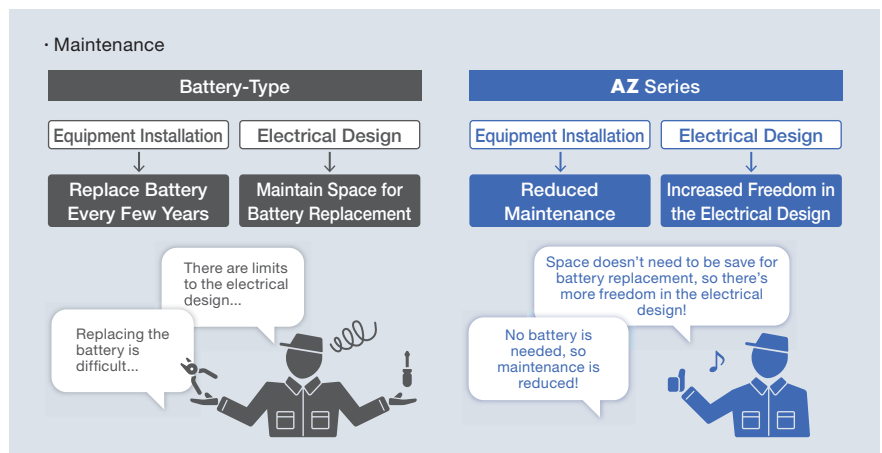 · Maintenance
Battery-Type
Equipment Installation
Electrical Design
Replace Battery
Every Few Years
Maintain Space for
Battery Replacement
There are limits
to the electrical
design...
Replacing the
battery is
difficult...
AZ Series
Equipment Installation
Electrical Design
Reduced
Maintenance
Increased Freedom in
the Electrical Design
Space doesn’t need to be save for
battery replacement, so there’s
more freedom in the electrical
design!
No battery is
needed, so
maintenance is
reduced!